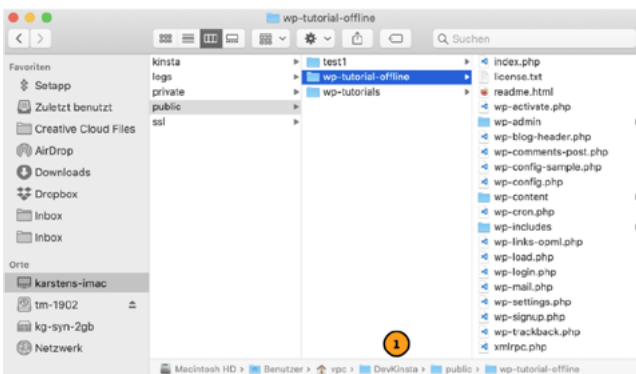 wp-tutorial-offline
Suchen
Favoriten
Setapp
Zuletzt benutzt
Creative Cloud Files
AirDrop
Downloads
Dropbox
Inbox
Inbox
Orte
karstens-imac
tm-1902
kg-syn-2gb
Netzwerk
kinsta
logs
private
public
ssl
test1
wp-tutorial-offline
wp-tutorials
index.php
license.txt
readme.html
wp-activate.php
wp-admin
wp-blog-header.php
wp-comments-post.php
wp-config-sample.php
wp-config.php
wp-content
wp-cron.php
wp-includes
wp-links-opml.php
wp-load.php
wp-login.php
wp-mail.php
wp-settings.php
wp-signup.php
wp-trackback.php
xmlrpc.php
1
Macintosh HD > Benutzer > vpc > DevKinsta > public > wp-tutorial-offline